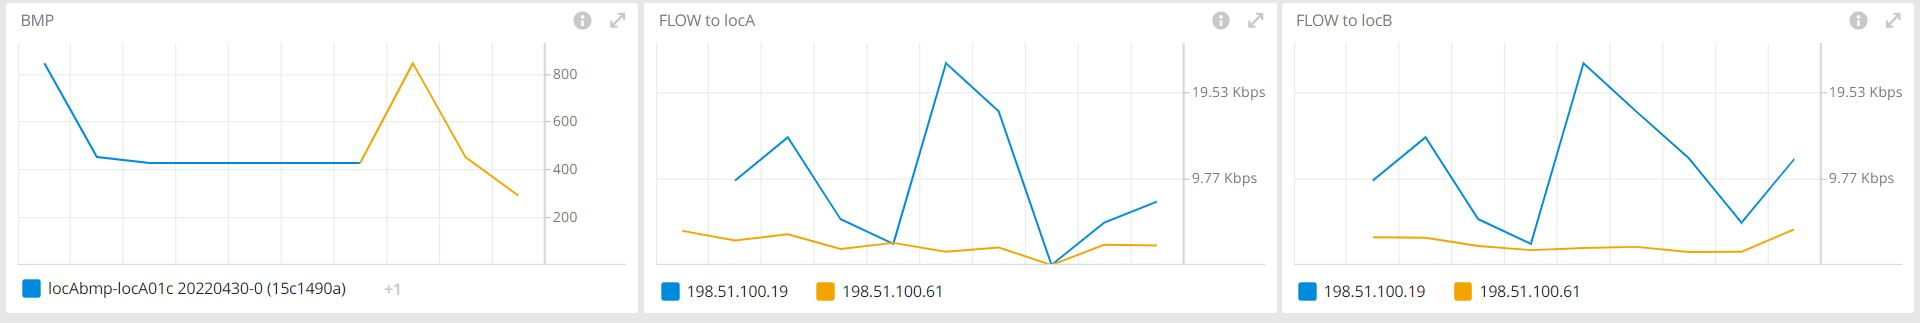 BMP
800
600
400
200
locAbmp-locA01c 20220430-0 (15c1490a) +1
FLOW to locA
19.53 Kbps
9.77 Kbps
198.51.100.19 198.51.100.61
FLOW to locB
19.53 Kbps
9.77 Kbps
198.51.100.19 198.51.100.61